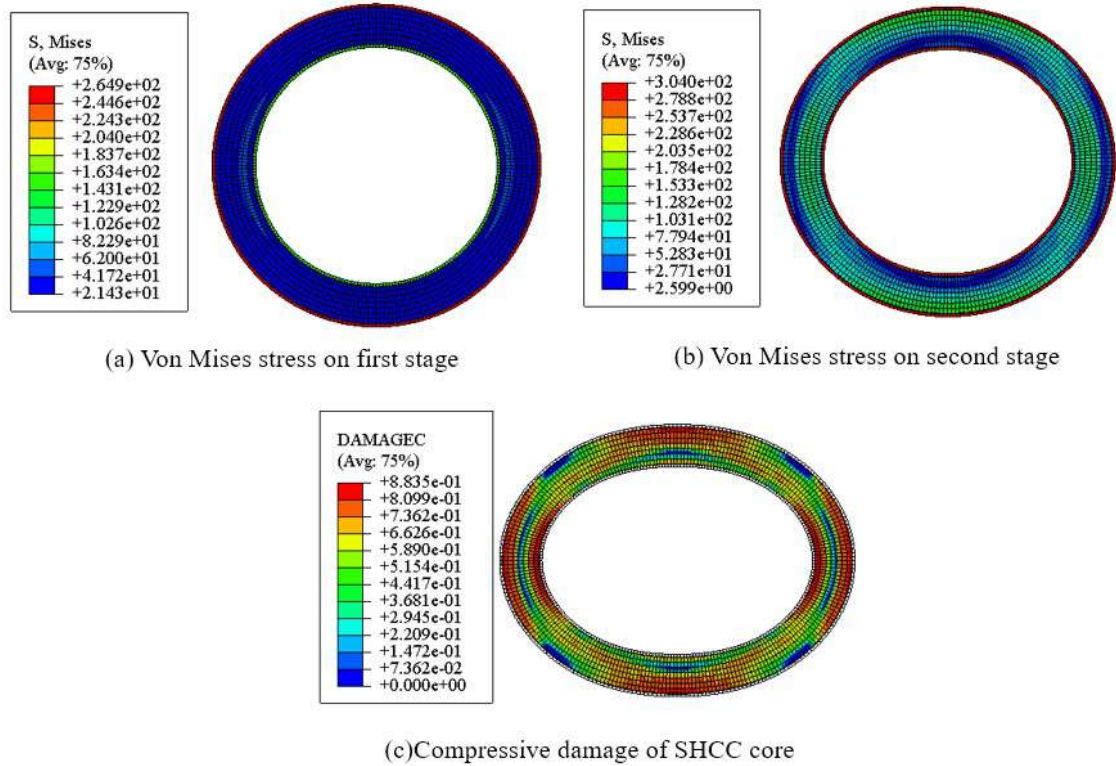 S, Mises
(Avg: 75%)
+2.649e+02
+2.446e+02
+2.243e+02
+2.040e+02
+1.837e+02
+1.634e+02
+1.431e+02
+1.229e+02
+1.026e+02
+8.229e+01
+6.200e+01
+4.172e+01
+2.143e+01
(a) Von Mises stress on first stage
S, Mises
(Avg: 75%)
+3.040e+02
+2.788e+02
+2.537e+02
+2.286e+02
+2.035e+02
+1.784e+02
+1.533e+02
+1.282e+02
+1.031e+02
+7.794e+01
+5.283e+01
+2.771e+01
+2.599e+00
(b) Von Mises stress on second stage
DAMAGEC
(Avg: 75%)
+8.835e-01
+8.099e-01
+7.362e-01
+6.626e-01
+5.890e-01
+5.154e-01
+4.417e-01
+3.681e-01
+2.945e-01
+2.209e-01
+1.472e-01
+7.362e-02
+0.000e+00
(c)Compressive damage of SHCC core